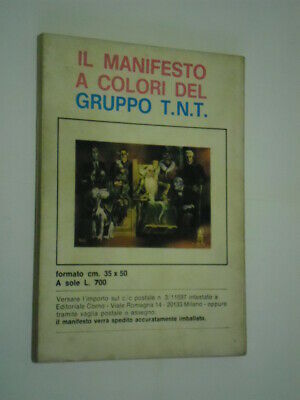 IL MANIFESTO
A COLORI DEL
GRUPPO T.N.T.
formato cm. 35 x 50
A sole L. 700
Versare l'importo sul c/c postale n. 3/11597 intestato a
Editoriale Corno - Viale Romagna 14 - 20133 Milano - oppure
tramite vaglia postale o assegno.
il manifesto verrà spedito accuratamente imballato.